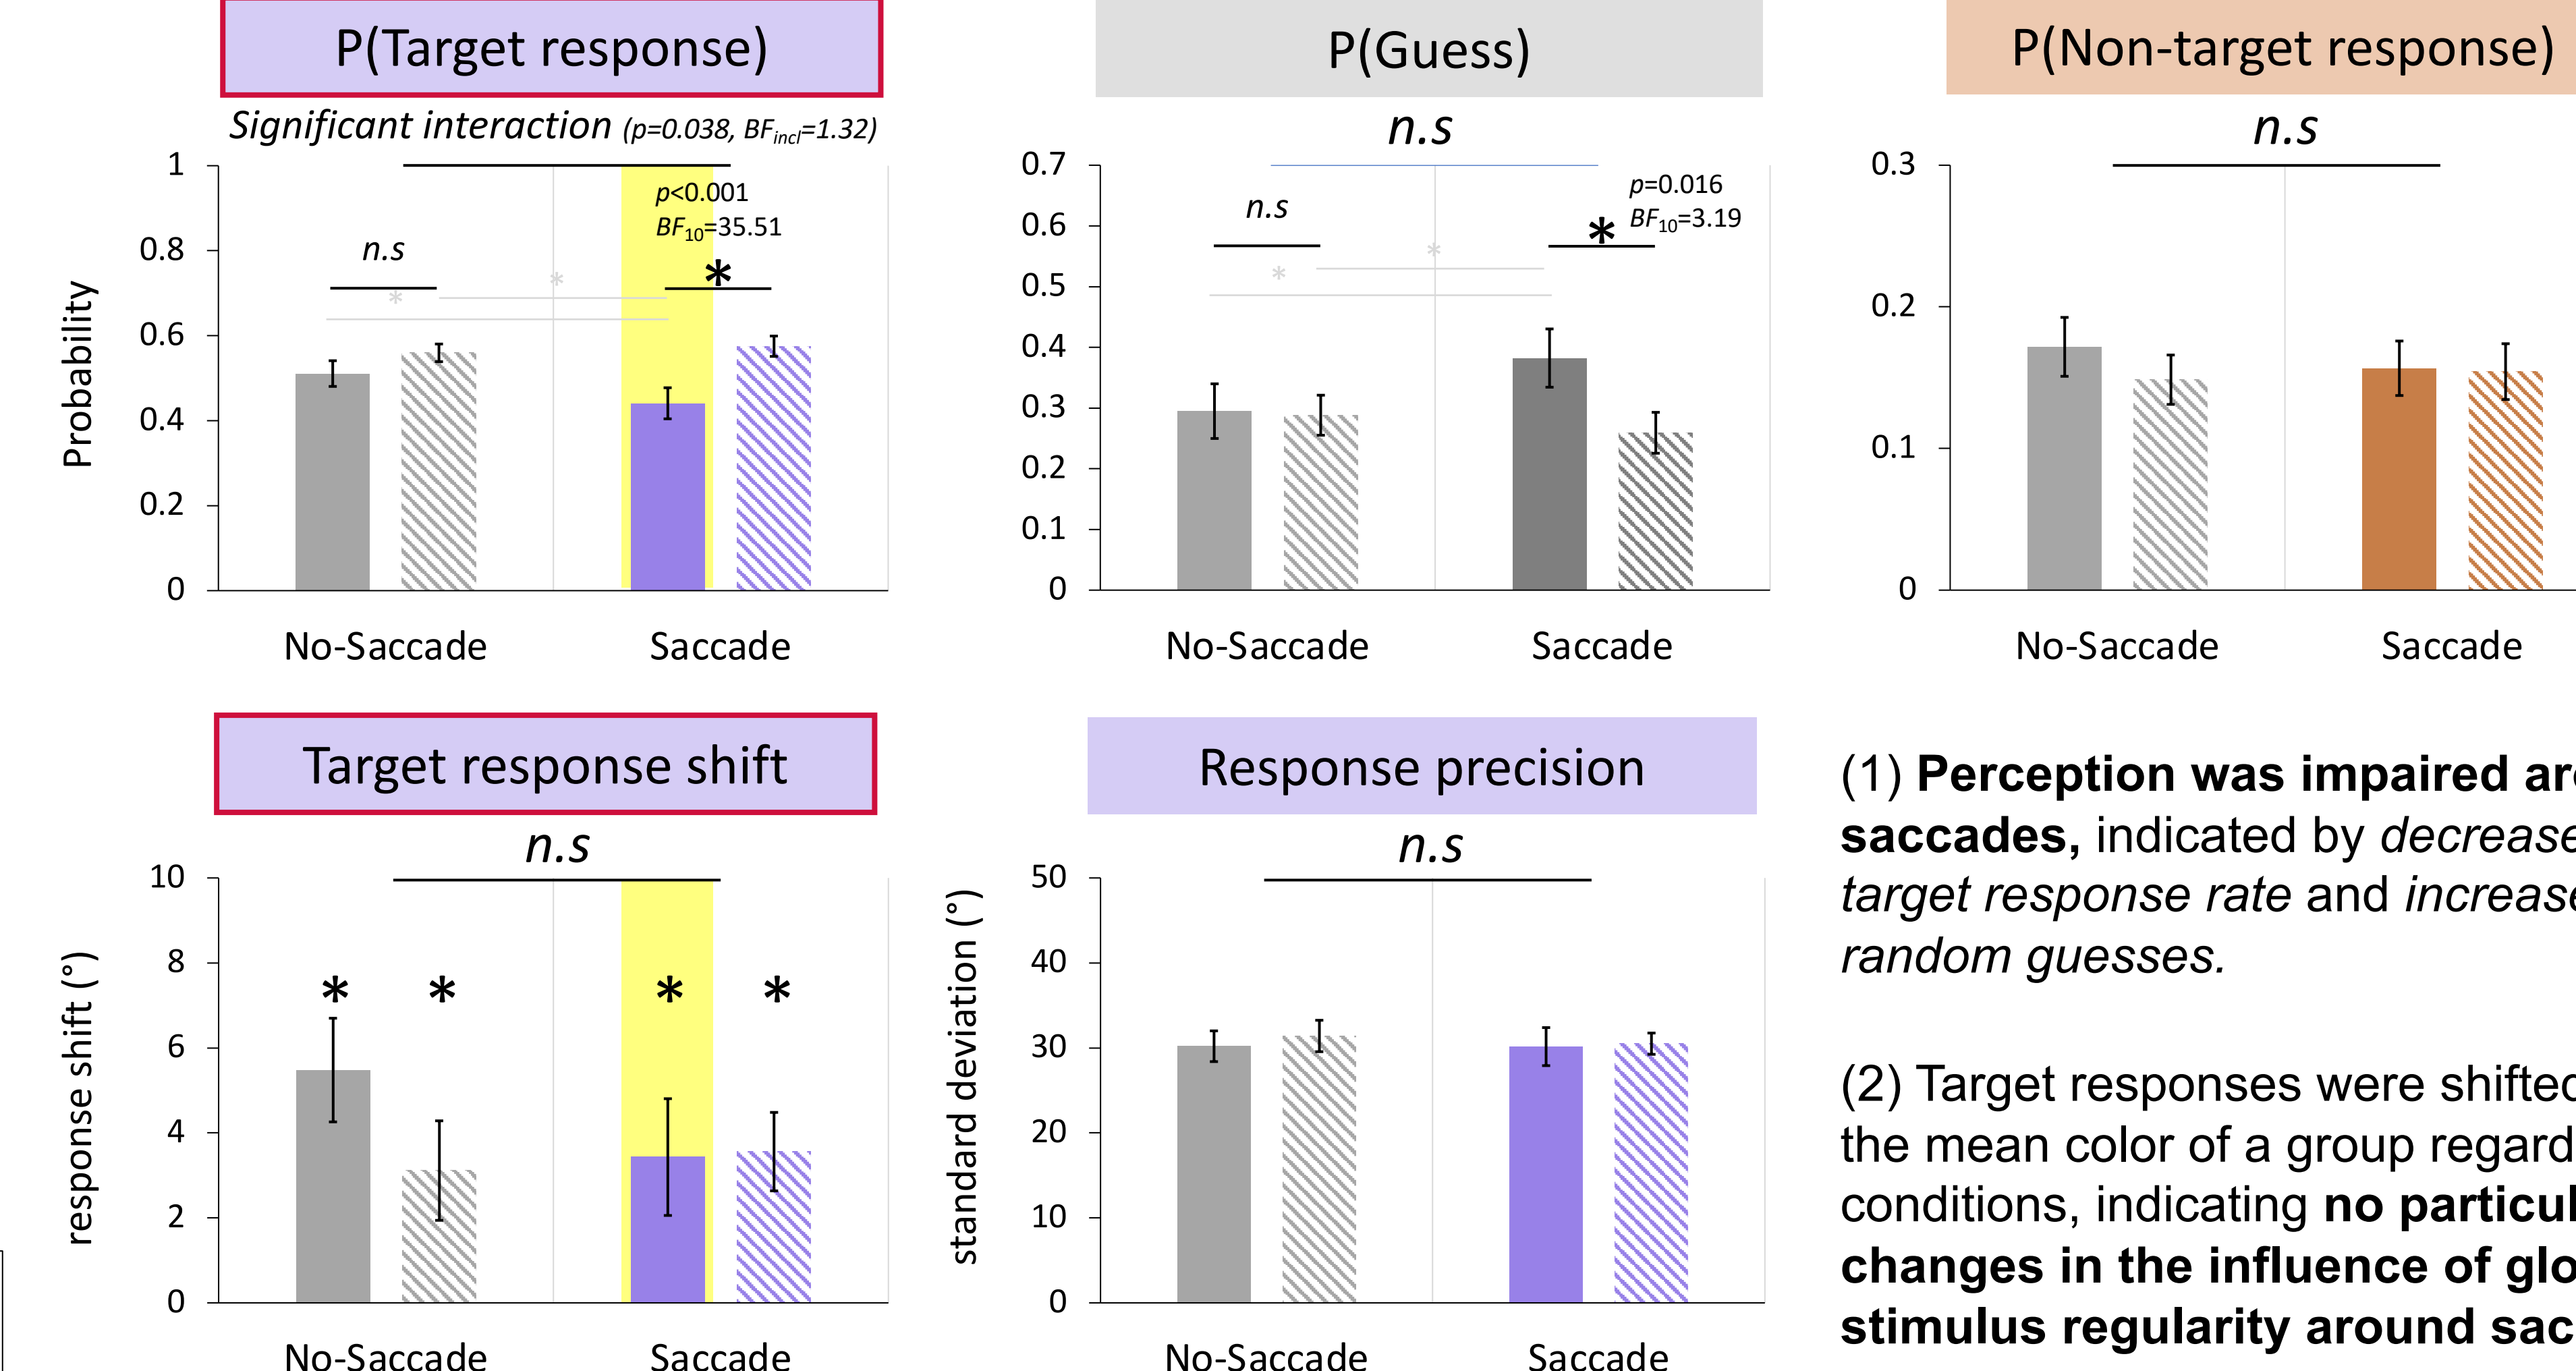 P(Target response)
Significant interaction (p=0.038, BFincl=1.32)
Probability
1
0.8
0.6
0.4
0.2
0
n.s
*
*
p<0.001
BF10=35.51
*
No-Saccade
Saccade
P(Guess)
n.s
0.7
0.6
0.5
0.4
0.3
0.2
0.1
0
n.s
*
*
*
p=0.016
BF10=3.19
No-Saccade
Saccade
P(Non-target response)
n.s
0.3
0.2
0.1
0
No-Saccade
Saccade
Target response shift
n.s
response shift (°)
10
8
6
4
2
0
*
*
*
*
No-Saccade
Saccade
Response precision
n.s
standard deviation (°)
50
40
30
20
10
0
No-Saccade
Saccade
(1) Perception was impaired
saccades, indicated by decrease
target response rate and increase
random guesses.
(2) Target responses were shifted
the mean color of a group regard
conditions, indicating no particul
changes in the influence of glo
stimulus regularity around sac